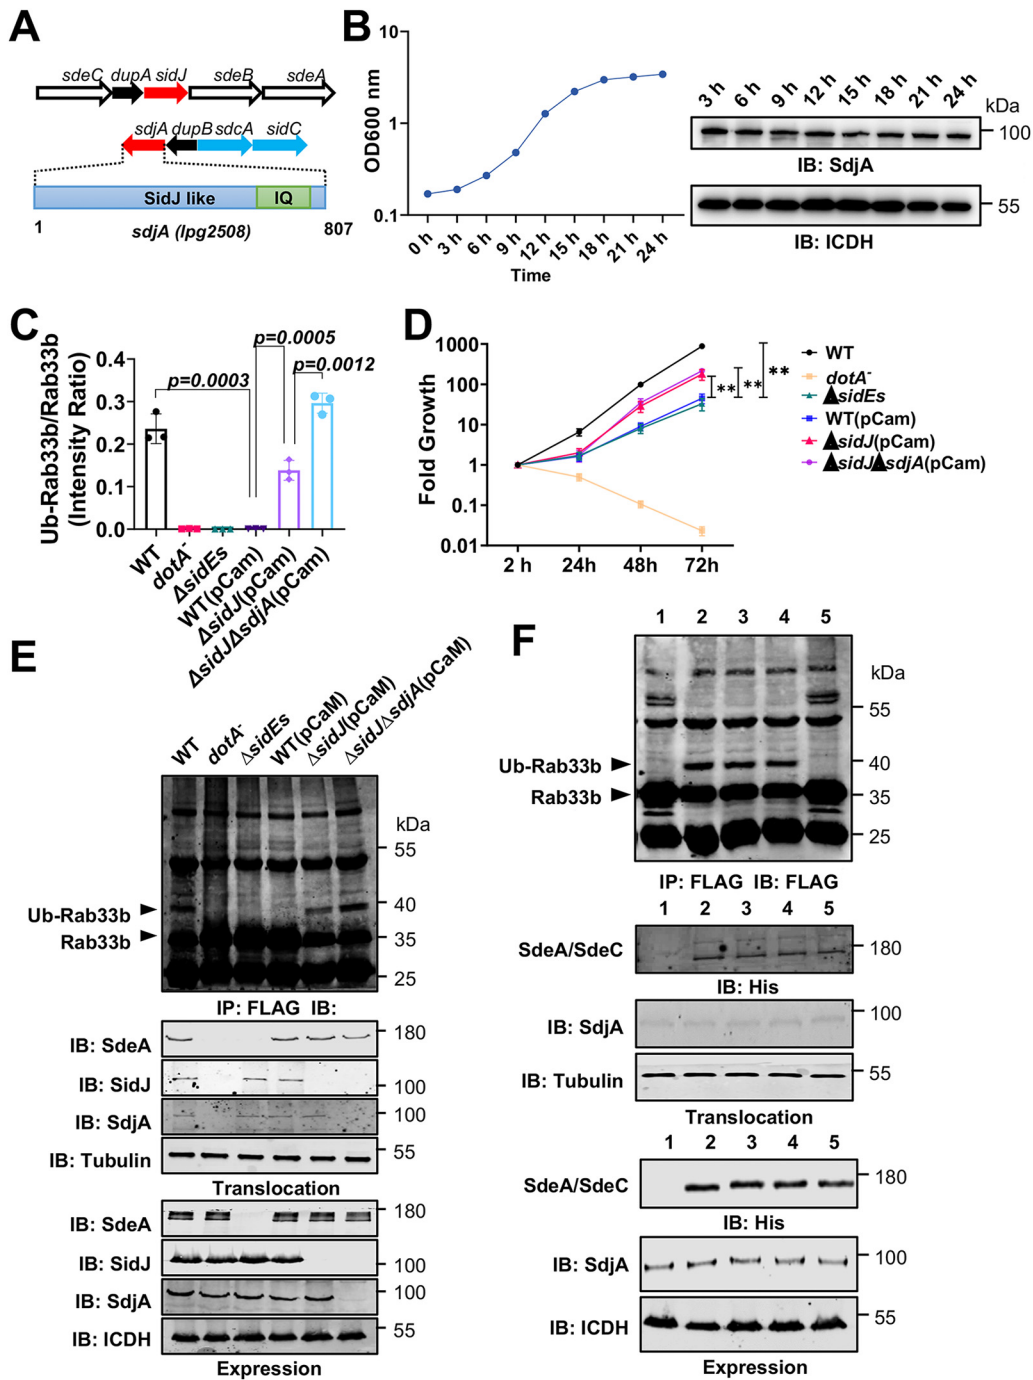 A
sdeC dupA sidJ sdeB sdeA
sdjA dupB sdcA sidC
SidJ like IQ
1 sdjA (lpg2508) 807
B
OD600 nm
10
1
0.1
0 h 3 h 6 h 9 h 12 h 15 h 18 h 21 h 24 h
Time
3 h 6 h 9 h 12 h 15 h 18 h 21 h 24 h
kDa
100
IB: SdjA
55
IB: ICDH
C
Ub-Rab33b/Rab33b
(Intensity Ratio)
0.4
0.3
0.2
0.1
0.0
p=0.0005
p=0.0003
p=0.0012
WT
dotA-
ΔsidEs
WT(pCam)
ΔsidJ(pCam)
ΔsidJΔsdjA(pCam)
D
Fold Growth
1000
100
10
1
0.1
0.01
2 h 24h 48h 72h
** ** **
WT
dotA-
ΔsidEs
WT(pCam)
ΔsidJ(pCam)
ΔsidJΔsdjA(pCam)
E
WT
dotA-
ΔsidEs
WT(pCaM)
ΔsidJ(pCaM)
ΔsidJΔsdjA(pCaM)
kDa
55
Ub-Rab33b 40
Rab33b 35
25
IP: FLAG IB:
IB: SdeA 180
IB: SidJ 100
IB: SdjA 100
IB: Tubulin 55
Translocation
IB: SdeA 180
IB: SidJ 100
IB: SdjA 100
IB: ICDH 55
Expression
F
1 2 3 4 5
kDa
55
Ub-Rab33b 40
Rab33b 35
25
IP: FLAG IB: FLAG
1 2 3 4 5
SdeA/SdeC 180
IB: His
IB: SdjA 100
IB: Tubulin 55
Translocation
1 2 3 4 5
SdeA/SdeC 180
IB: His
IB: SdjA 100
IB: ICDH 55
Expression